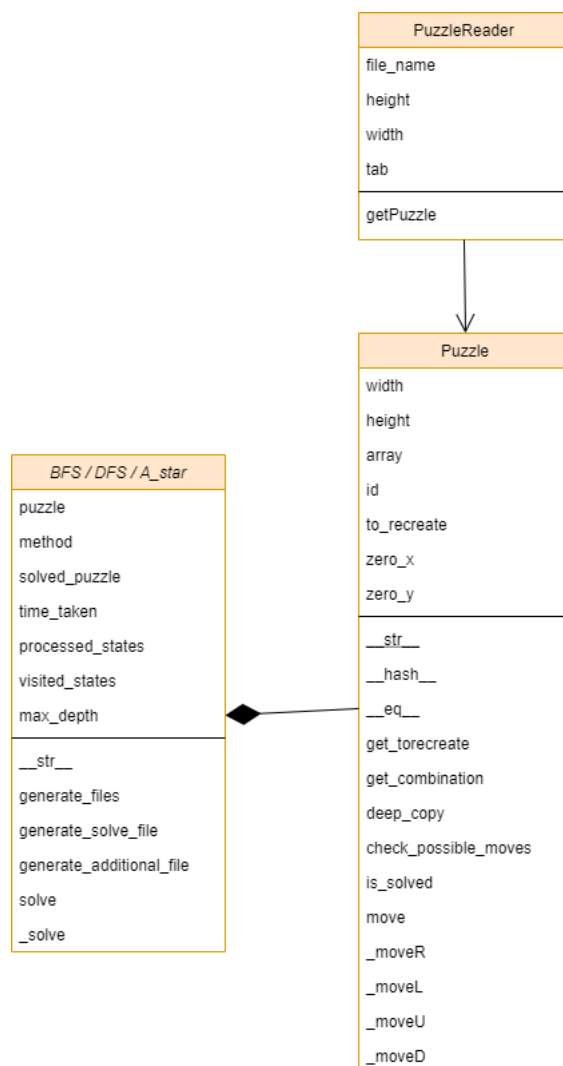 PuzzleReader
file_name
height
width
tab
getPuzzle
Puzzle
width
height
array
id
to_recreate
zero_x
zero_y
__str__
__hash__
__eq__
get_torecreate
get_combination
deep_copy
check_possible_moves
is_solved
move
_moveR
_moveL
_moveU
_moveD
BFS / DFS / A_star
puzzle
method
solved_puzzle
time_taken
processed_states
visited_states
max_depth
__str__
generate_files
generate_solve_file
generate_additional_file
solve
_solve